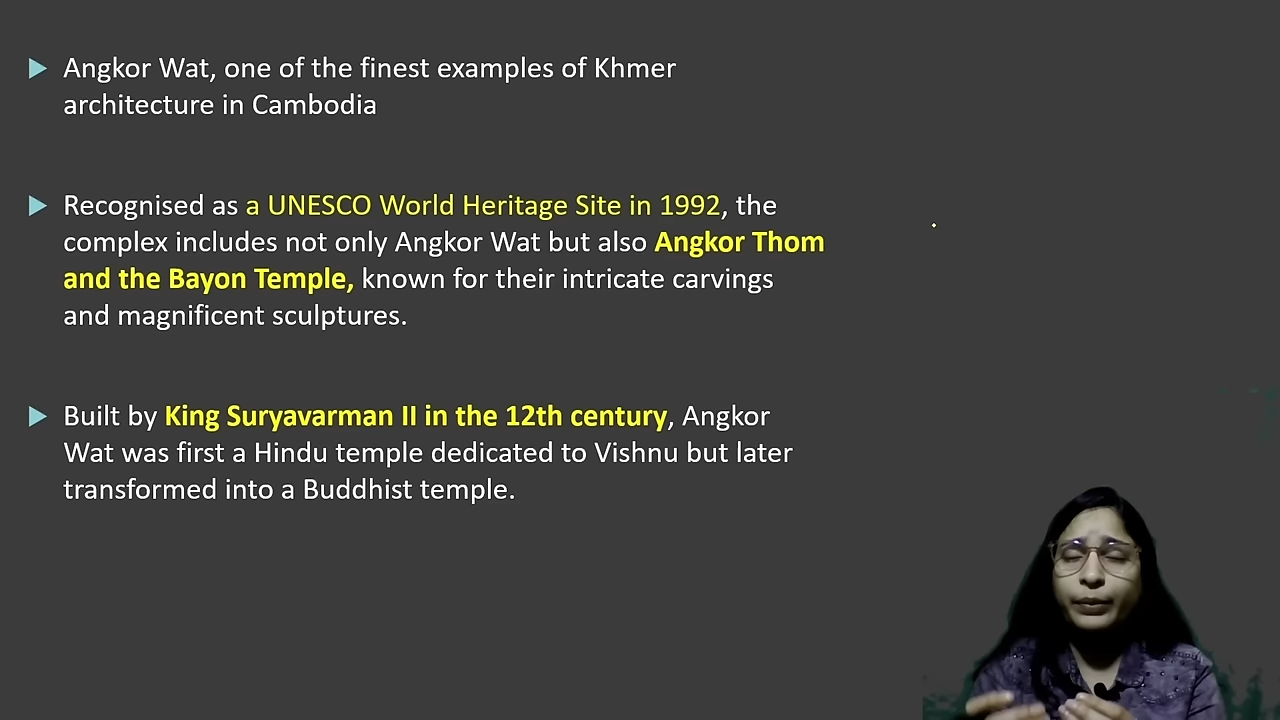 Angkor Wat, one of the finest examples of Khmer
architecture in Cambodia
Recognised as a UNESCO World Heritage Site in 1992, the
complex includes not only Angkor Wat but also Angkor Thom
and the Bayon Temple, known for their intricate carvings
and magnificent sculptures.
Built by King Suryavarman II in the 12th century, Angkor
Wat was first a Hindu temple dedicated to Vishnu but later
transformed into a Buddhist temple.